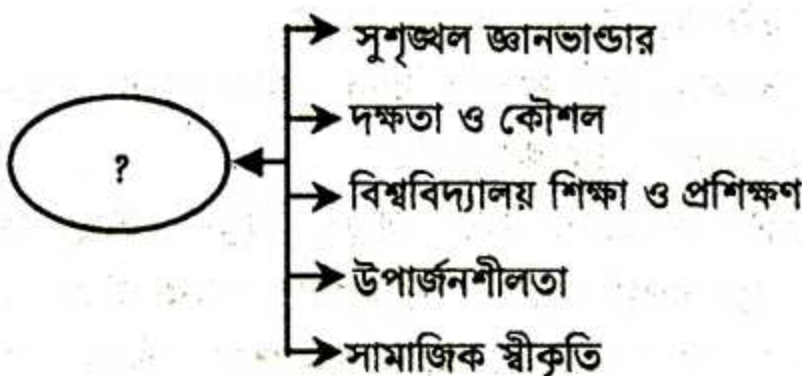 সুশৃঙ্খল জ্ঞানভাণ্ডার
দক্ষতা ও কৌশল
?
বিশ্ববিদ্যালয় শিক্ষা ও প্রশিক্ষণ
উপার্জনশীলতা
সামাজিক স্বীকৃতি